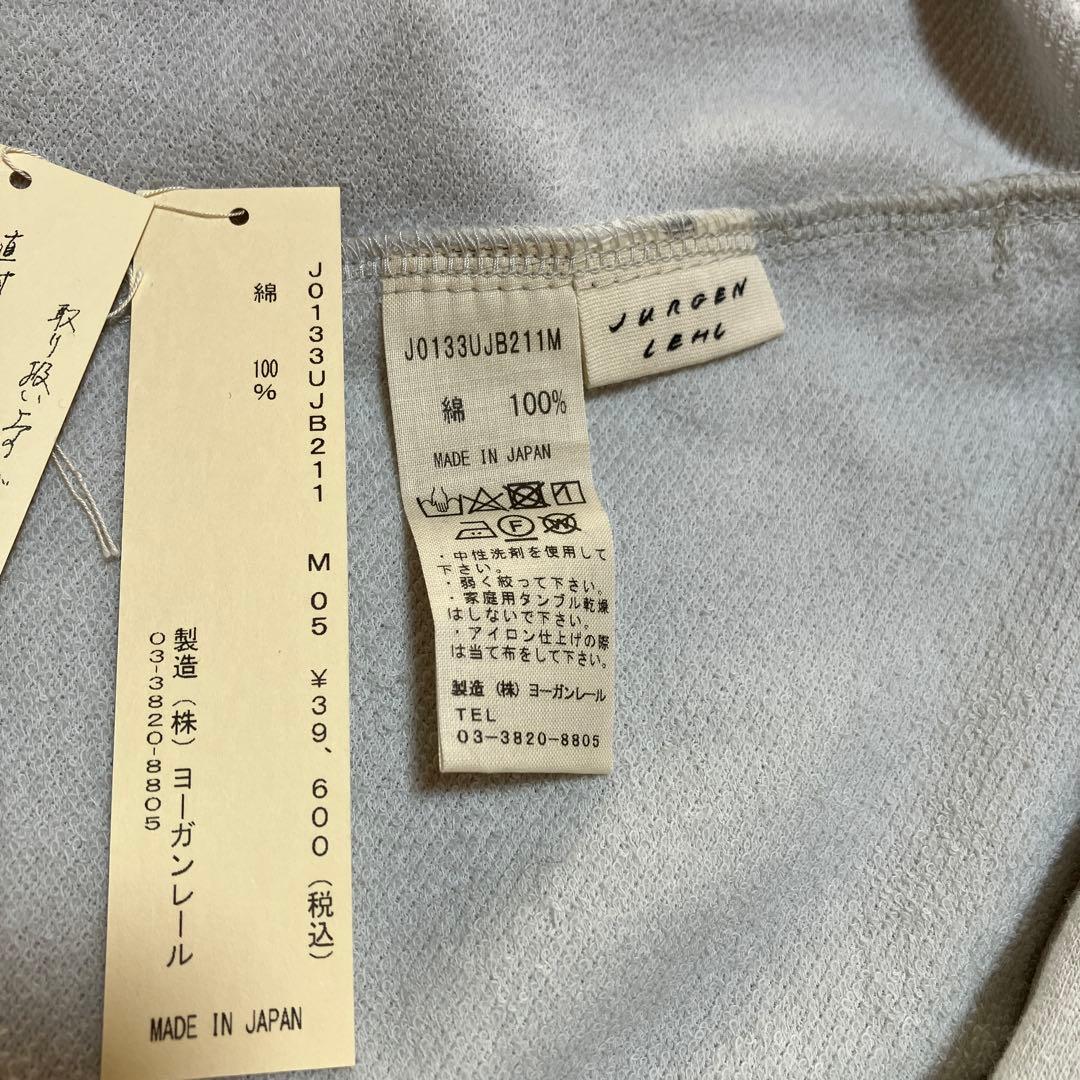 取り扱い上の
J0133UJB211 M 05 ¥39、600(税込)
綿 100%
製造(株)ヨーガンレール
03-3820-8805
MADE IN JAPAN
J0133UJB211M
綿 100%
MADE IN JAPAN
F
W
・中性洗剤を使用して
下さい。
・弱く絞って下さい。
・家庭用タンブル乾燥
はしないで下さい。
・アイロン仕上げの際
は当て布をして下さい。
製造(株)ヨーガンレール
TEL
03-3820-8805
JURGEN
LEHL